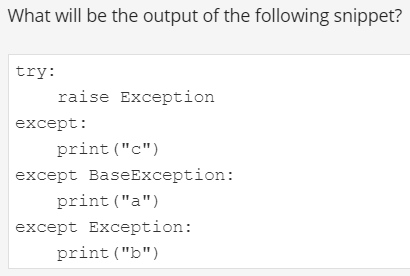 What will be the output of the following snippet?
try:
    raise Exception
except:
    print("c")
except BaseException:
    print("a")
except Exception:
    print("b")